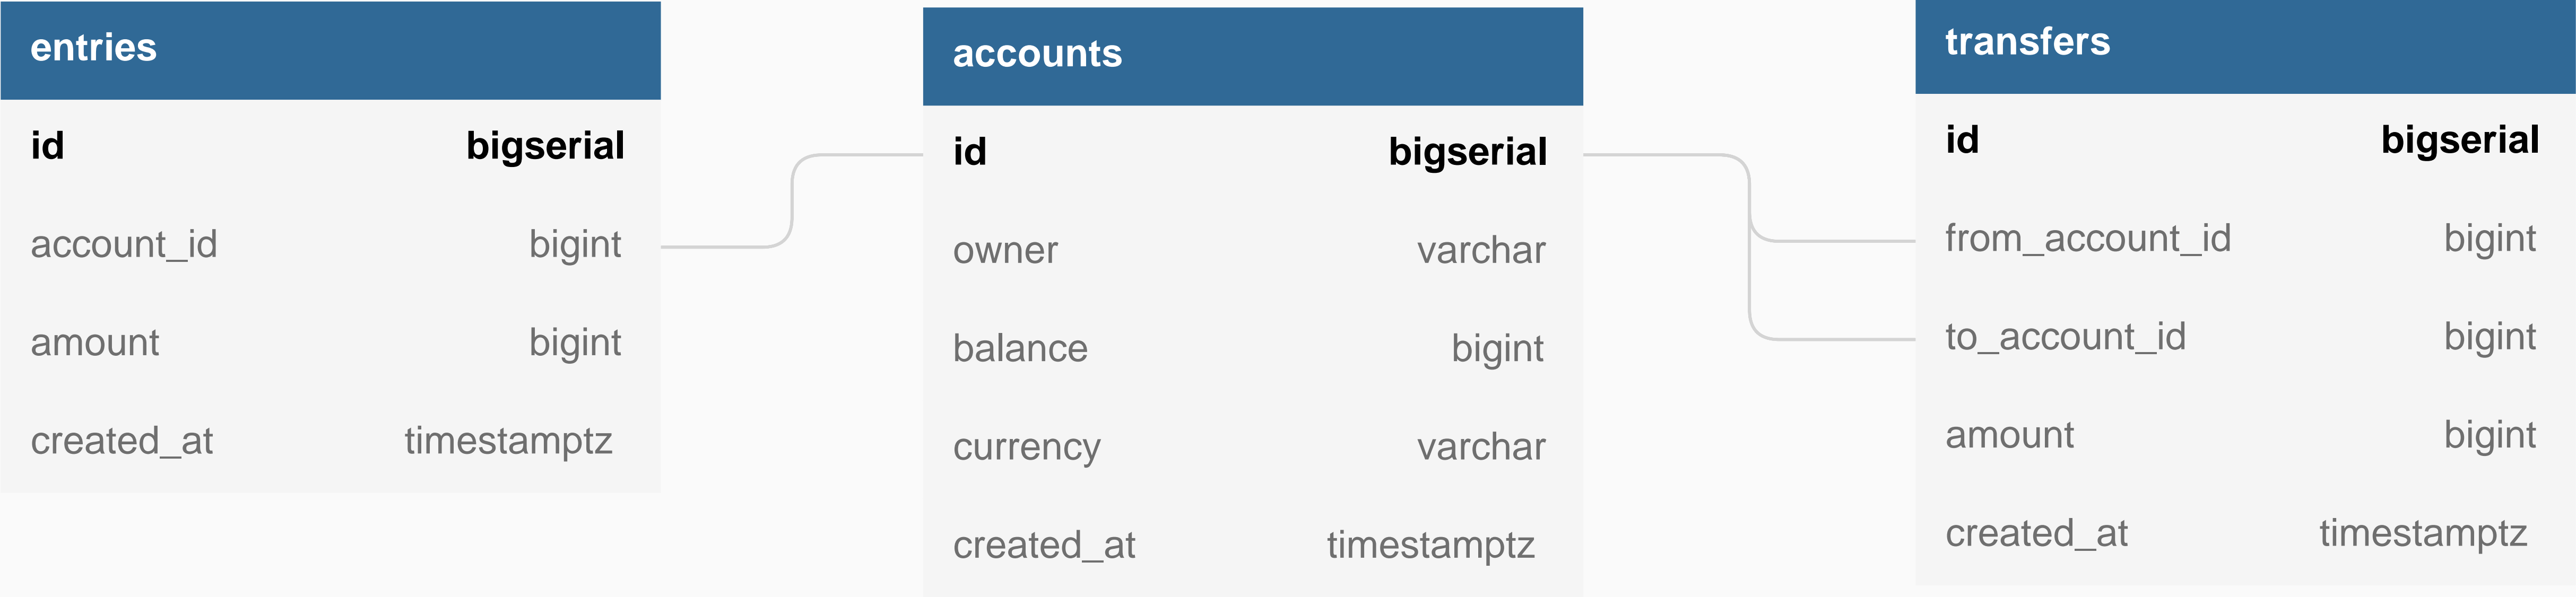 entries
id bigserial
account_id bigint
amount bigint
created_at timestamptz
accounts
id bigserial
owner varchar
balance bigint
currency varchar
created_at timestamptz
transfers
id bigserial
from_account_id bigint
to_account_id bigint
amount bigint
created_at timestamptz